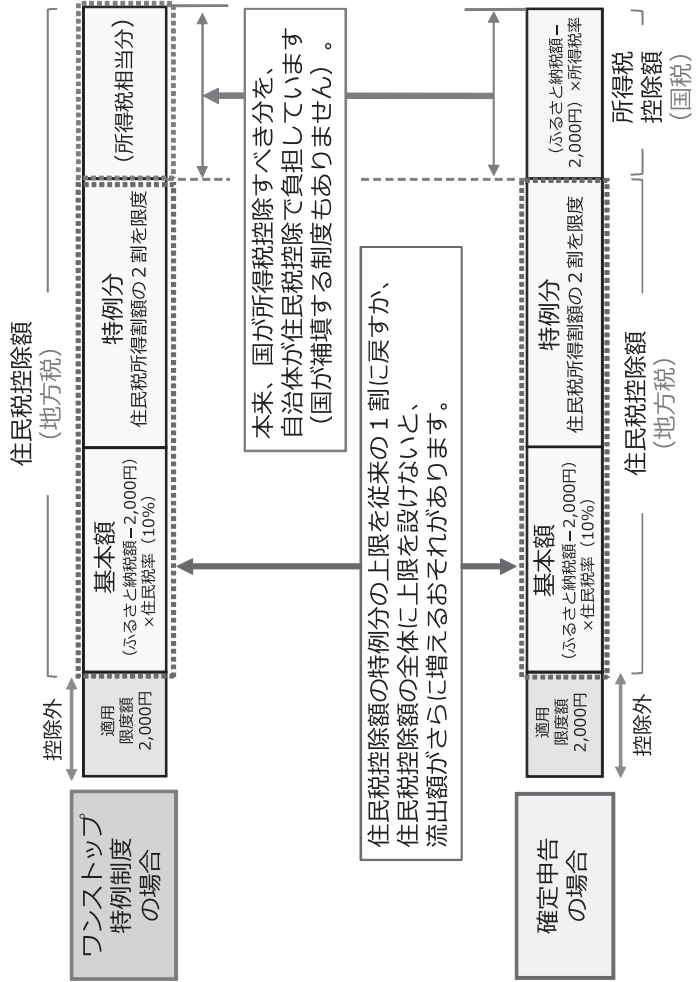 住民税控除額
（地方税）
ワンストップ
特例制度
の場合
控除外
適用
限度額
2,000円
基本額
（ふるさと納税額－2,000円）
×住民税率（10%）
特例分
住民税所得割額の２割を限度
（所得税相当分）
本来、国が所得税控除すべき分を、
自治体が住民税控除で負担しています
（国が補填する制度もありません）。
住民税控除額の特例分の上限を従来の１割に戻すか、
住民税控除額の全体に上限を設けないと、
流出額がさらに増えるおそれがあります。
確定申告
の場合
適用
限度額
2,000円
基本額
（ふるさと納税額－2,000円）
×住民税率（10%）
特例分
住民税所得割額の２割を限度
（ふるさと納税額－
2,000円）×所得税率
控除外
住民税控除額
（地方税）
所得税
控除額
（国税）